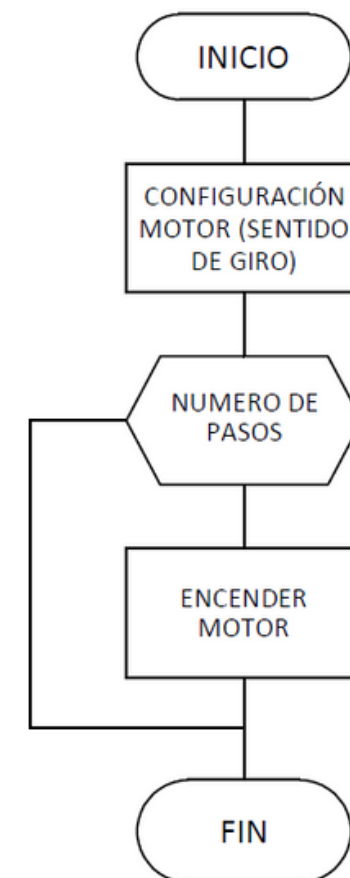 INICIO
CONFIGURACIÓN
MOTOR (SENTIDO
DE GIRO)
NUMERO DE
PASOS
ENCENDER
MOTOR
FIN